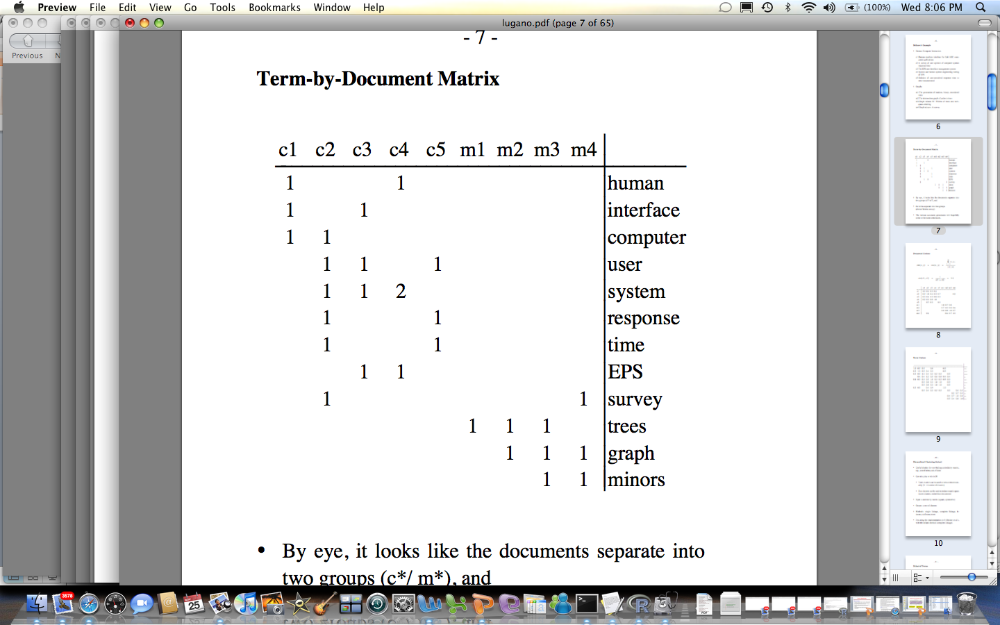 Preview File Edit View Go Tools Bookmarks Window Help (100%) Wed 8:06 PM
lugano.pdf (page 7 of 65)
Previous N
- 7 -
Term-by-Document Matrix
c1 c2 c3 c4 c5 m1 m2 m3 m4
1 1 human
1 1 interface
1 1 computer
1 1 1 user
1 1 2 system
1 1 response
1 1 time
1 1 EPS
1 1 survey
1 1 1 trees
1 1 1 graph
1 1 minors
• By eye, it looks like the documents separate into
two groups (c*/ m*), and
6
7
8
9
10
3578
NOV
25
PDF